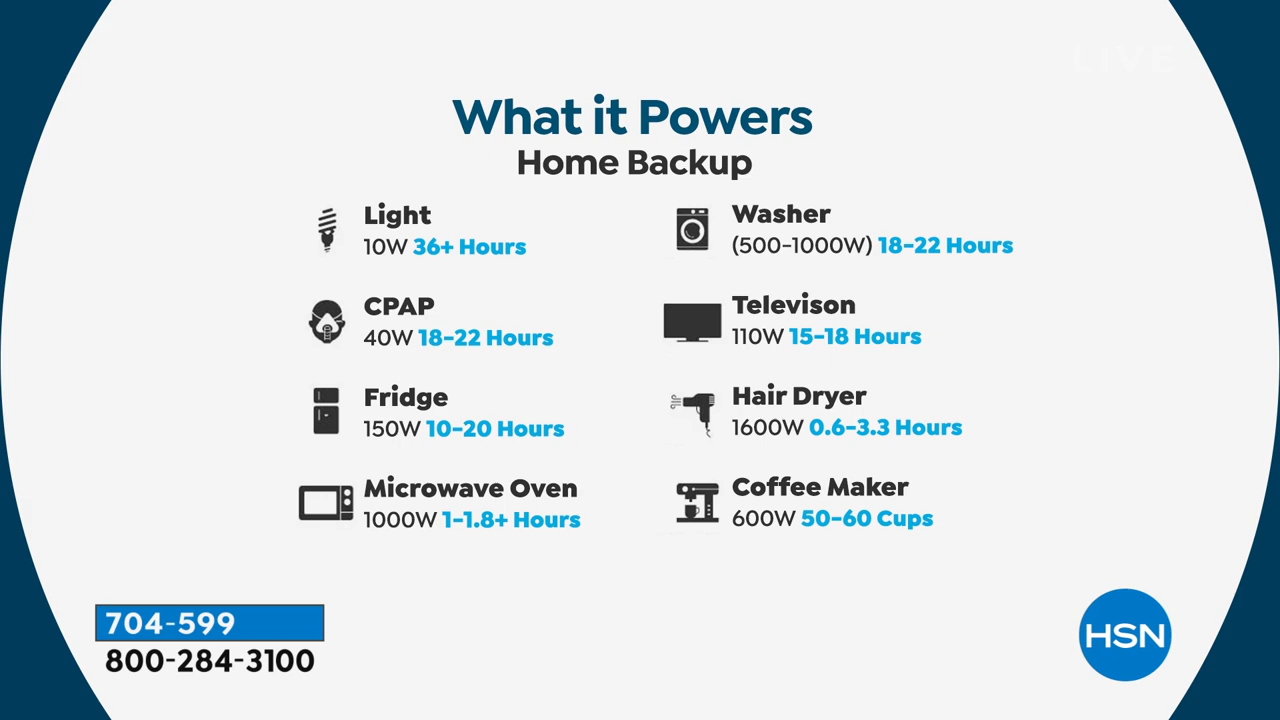 LIVE
What it Powers
Home Backup
Light
10W 36+ Hours
CPAP
40W 18-22 Hours
Fridge
150W 10-20 Hours
Microwave Oven
1000W 1-1.8+ Hours
Washer
(500-1000W) 18-22 Hours
Televison
110W 15-18 Hours
Hair Dryer
1600W 0.6-3.3 Hours
Coffee Maker
600W 50-60 Cups
704-599
800-284-3100
HSN